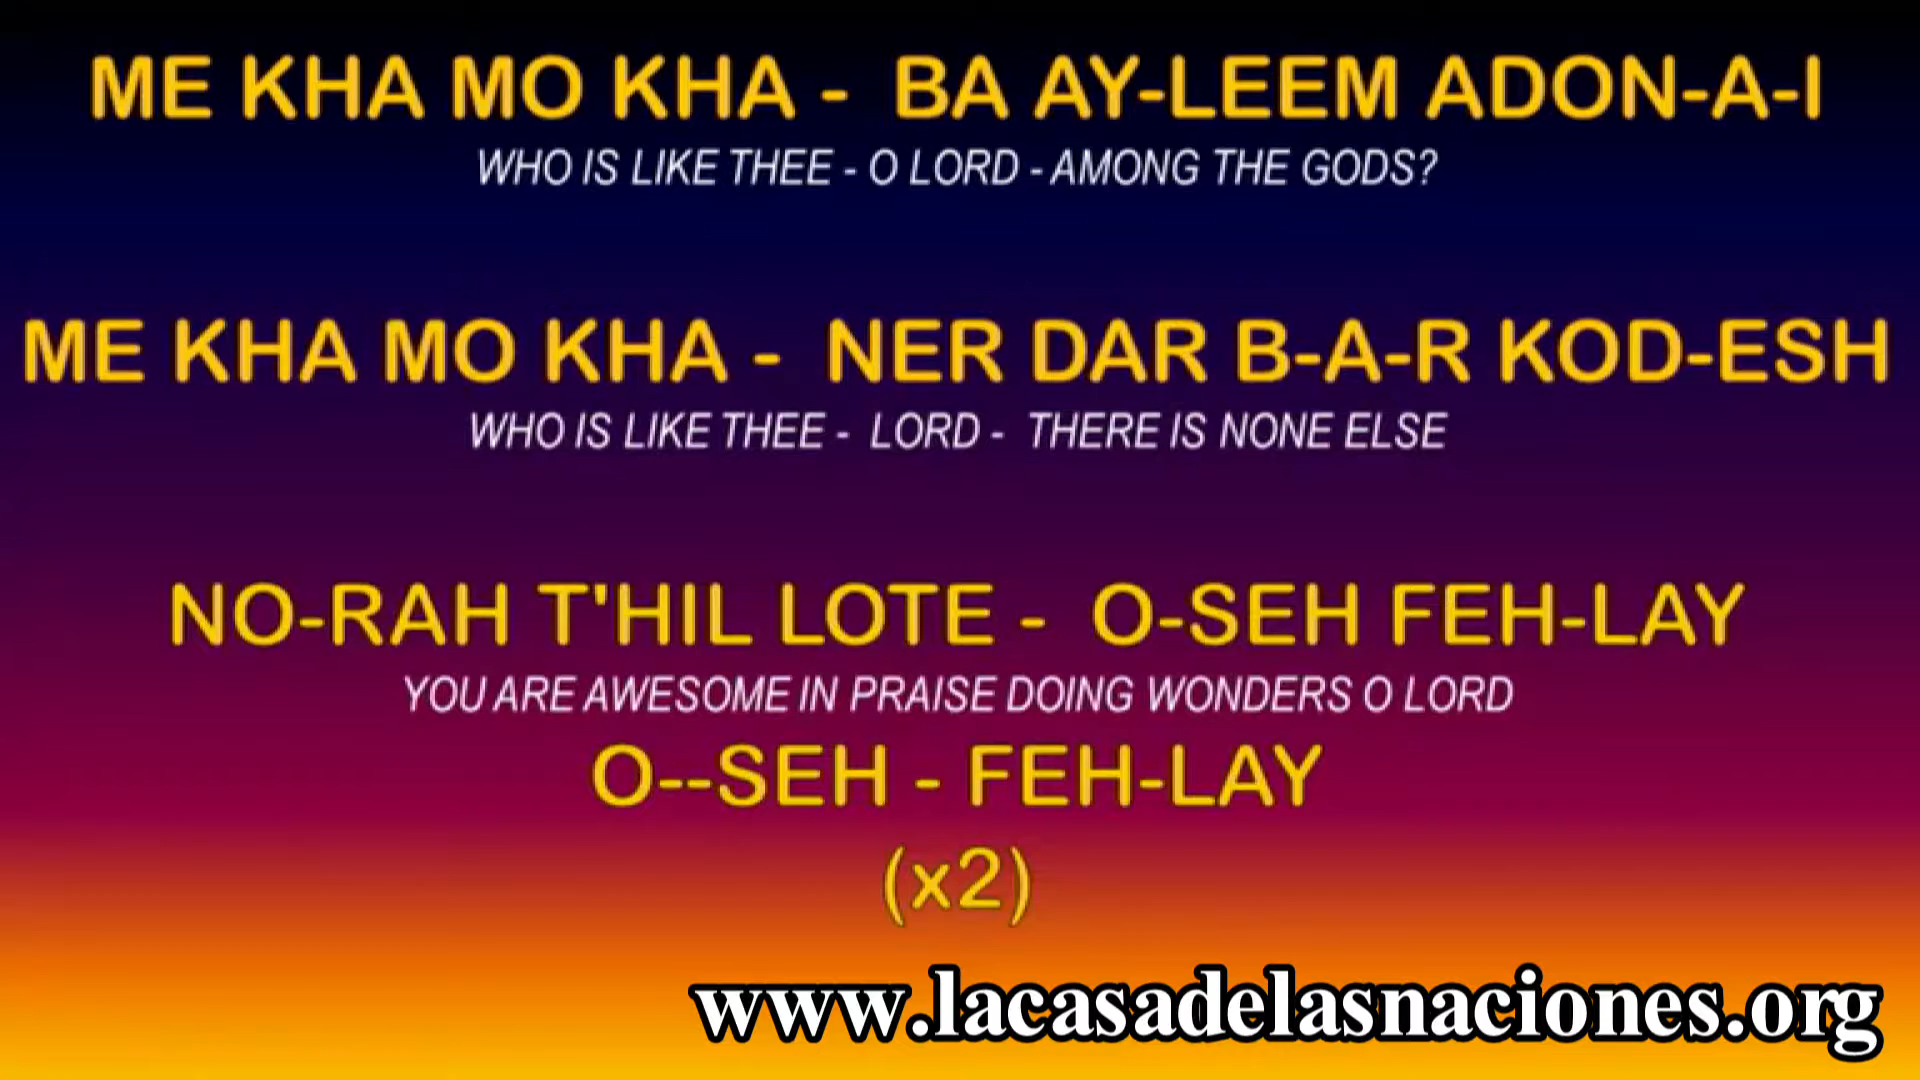 ME KHA MO KHA - BA AY-LEEM ADON-A-I
WHO IS LIKE THEE - O LORD - AMONG THE GODS?
ME KHA MO KHA - NER DAR B-A-R KOD-ESH
WHO IS LIKE THEE - LORD - THERE IS NONE ELSE
NO-RAH T'HIL LOTE - O-SEH FEH-LAY
YOU ARE AWESOME IN PRAISE DOING WONDERS O LORD
O--SEH - FEH-LAY
(x2)
www.lacasadelasnaciones.org